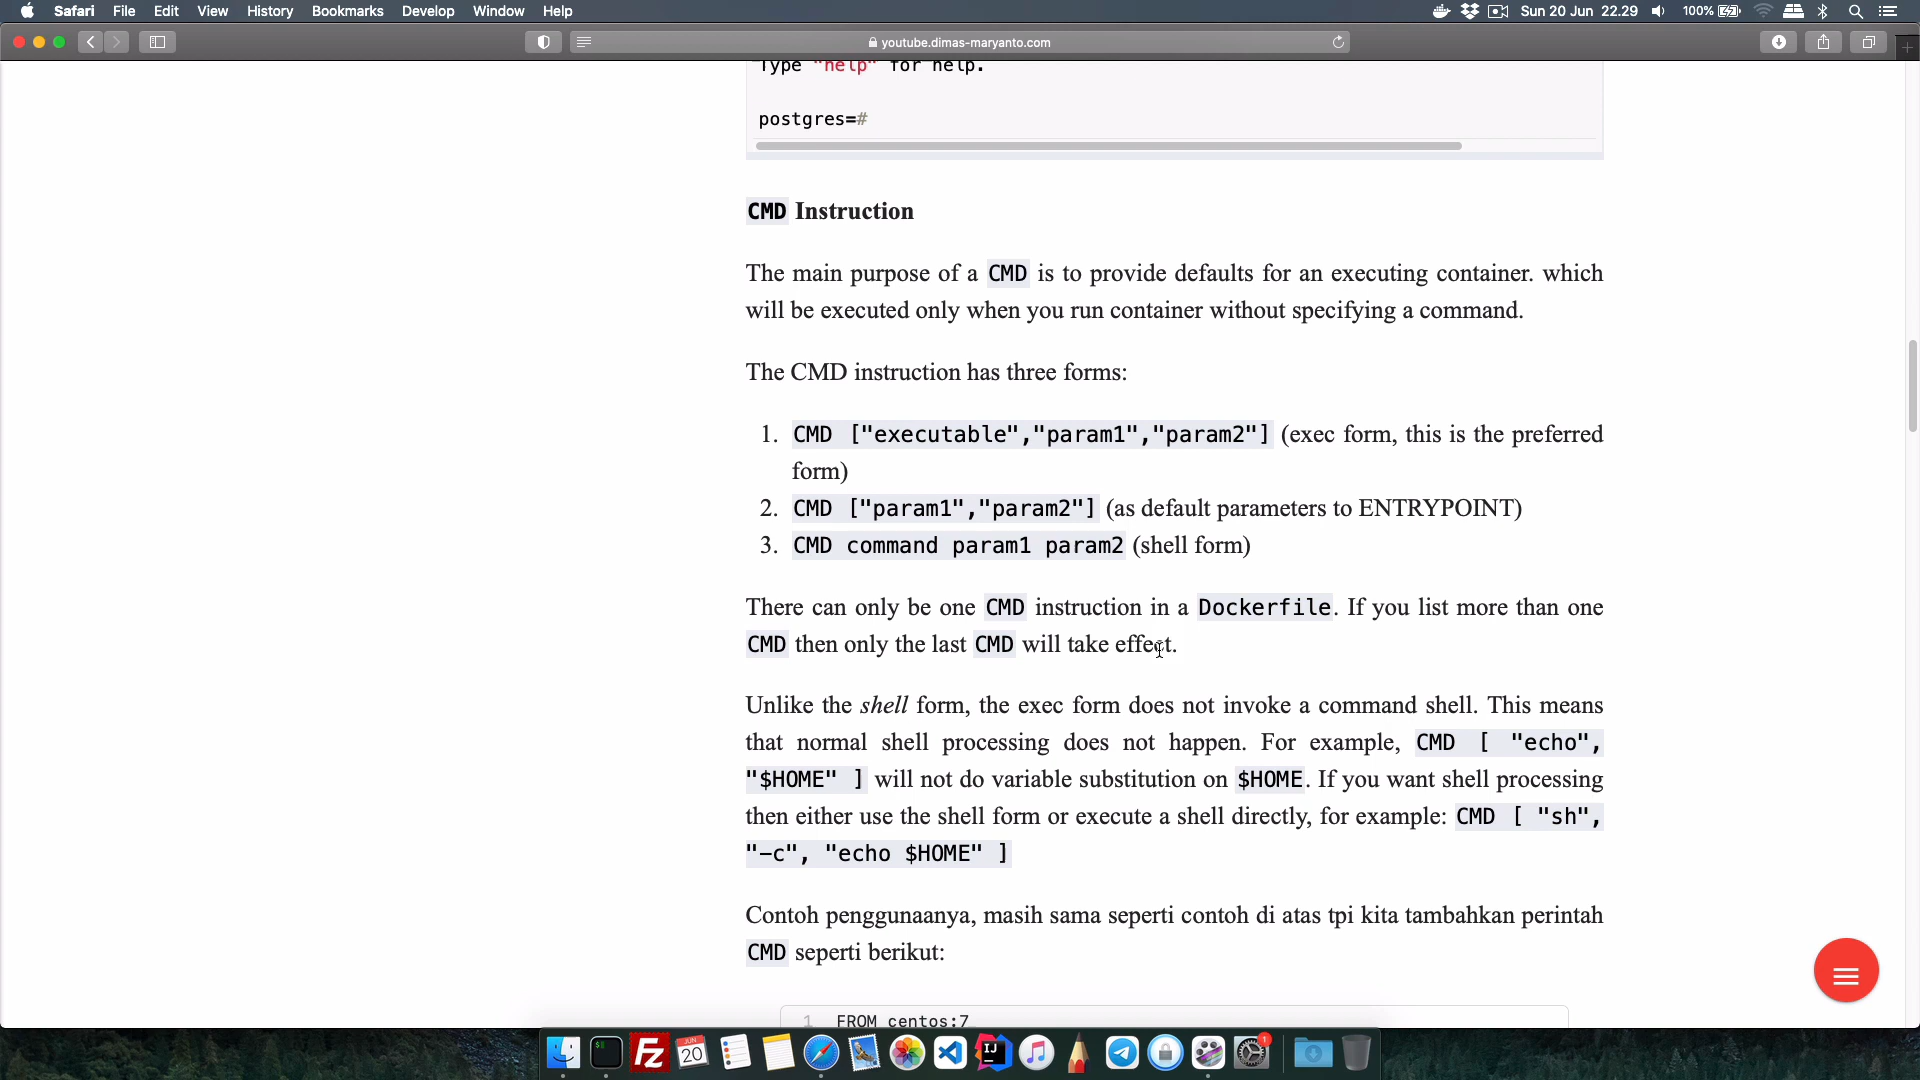 Safari File Edit View History Bookmarks Develop Window Help Sun 20 Jun 22.29 100%
youtube.dimas-maryanto.com
Type "help" for help.
postgres=#
CMD Instruction
The main purpose of a CMD is to provide defaults for an executing container. which
will be executed only when you run container without specifying a command.
The CMD instruction has three forms:
1. CMD ["executable","param1","param2"] (exec form, this is the preferred
form)
2. CMD ["param1","param2"] (as default parameters to ENTRYPOINT)
3. CMD command param1 param2 (shell form)
There can only be one CMD instruction in a Dockerfile. If you list more than one
CMD then only the last CMD will take effect.
Unlike the shell form, the exec form does not invoke a command shell. This means
that normal shell processing does not happen. For example, CMD [ "echo",
"$HOME" ] will not do variable substitution on $HOME. If you want shell processing
then either use the shell form or execute a shell directly, for example: CMD [ "sh",
"-c", "echo $HOME" ]
Contoh penggunaanya, masih sama seperti contoh di atas tpi kita tambahkan perintah
CMD seperti berikut:
1 FROM centos:7
FZ JUN 20 IJ 1